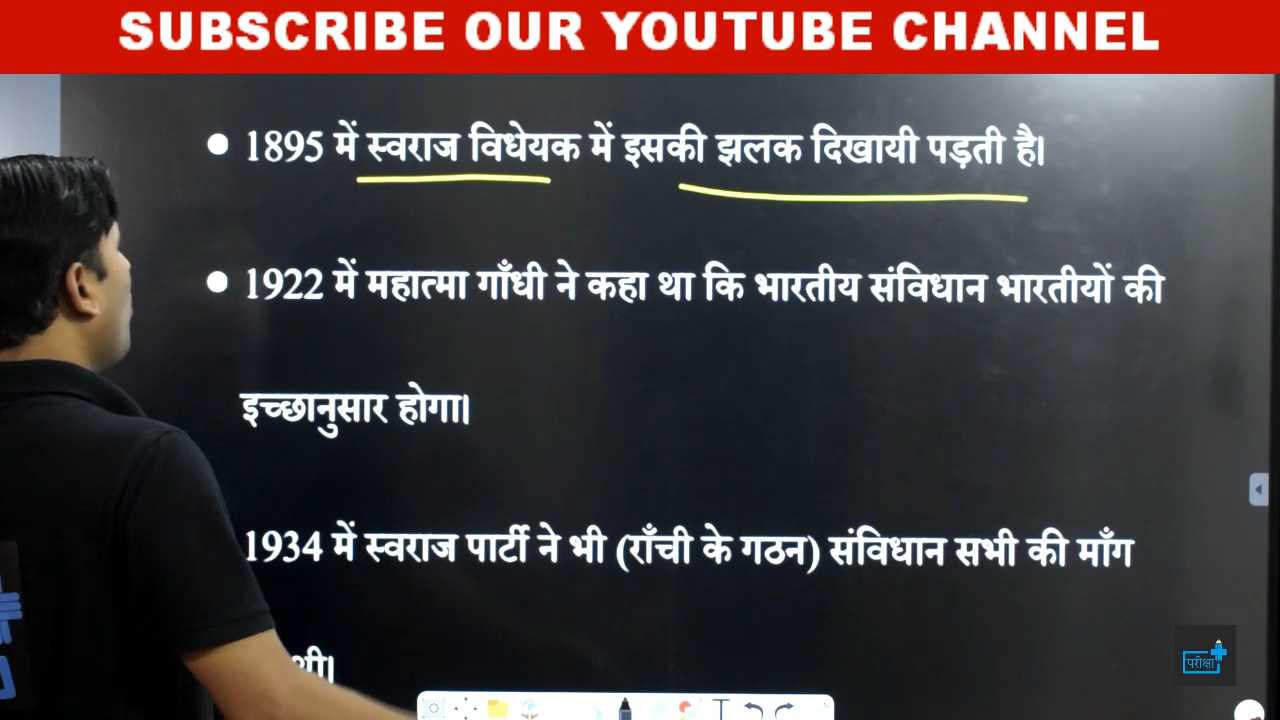 SUBSCRIBE OUR YOUTUBE CHANNEL
● 1895 में स्वराज विधेयक में इसकी झलक दिखायी पड़ती है।
● 1922 में महात्मा गाँधी ने कहा था कि भारतीय संविधान भारतीयों की
इच्छानुसार होगा।
1934 में स्वराज पार्टी ने भी (राँची के गठन) संविधान सभी की माँग
थी।
परीक्षा